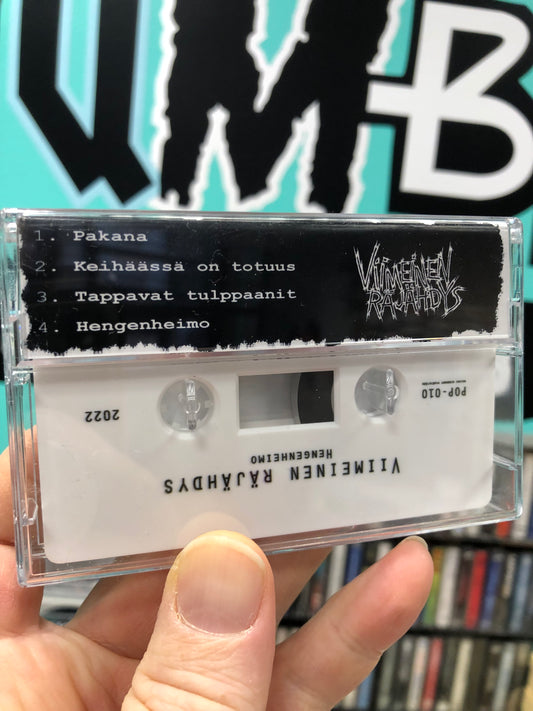 1. Pakana
2. Keihäässä on totuus
3. Tappavat tulppaanit
4. Hengenheimo
VIIMEINEN
RÄJÄHDYS
POP-010
2022
VIIMEINEN RÄJÄHDYS
HENGENHEIMO